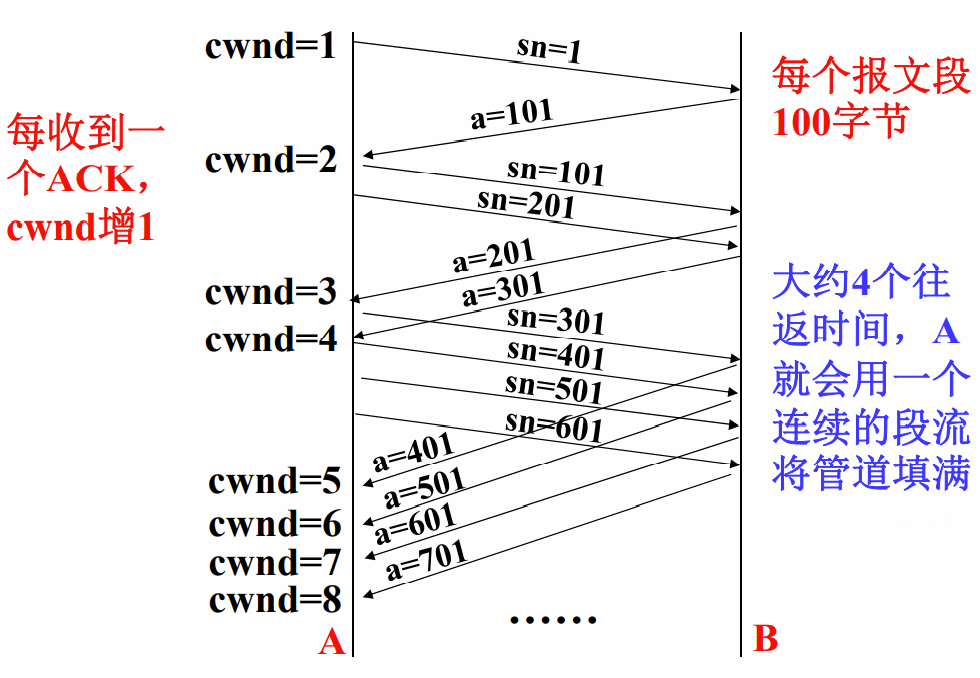 cwnd=1
sn=1
每个报文段
100字节
a=101
每收到一
个ACK，
cwnd增1
cwnd=2
sn=101
sn=201
a=201
a=301
cwnd=3
sn=301
cwnd=4
sn=401
sn=501
sn=601
大约4个往
返时间，A
就会用一个
连续的段流
将管道填满
a=401
cwnd=5
a=501
cwnd=6
a=601
cwnd=7
a=701
cwnd=8
······
A
B